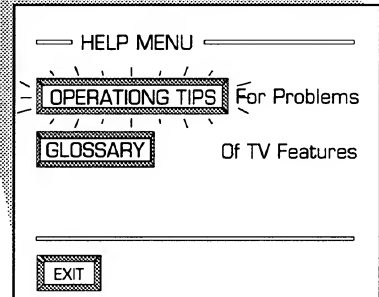 HELP MENU
OPERATIONG TIPS For Problems
GLOSSARY Of TV Features
EXIT